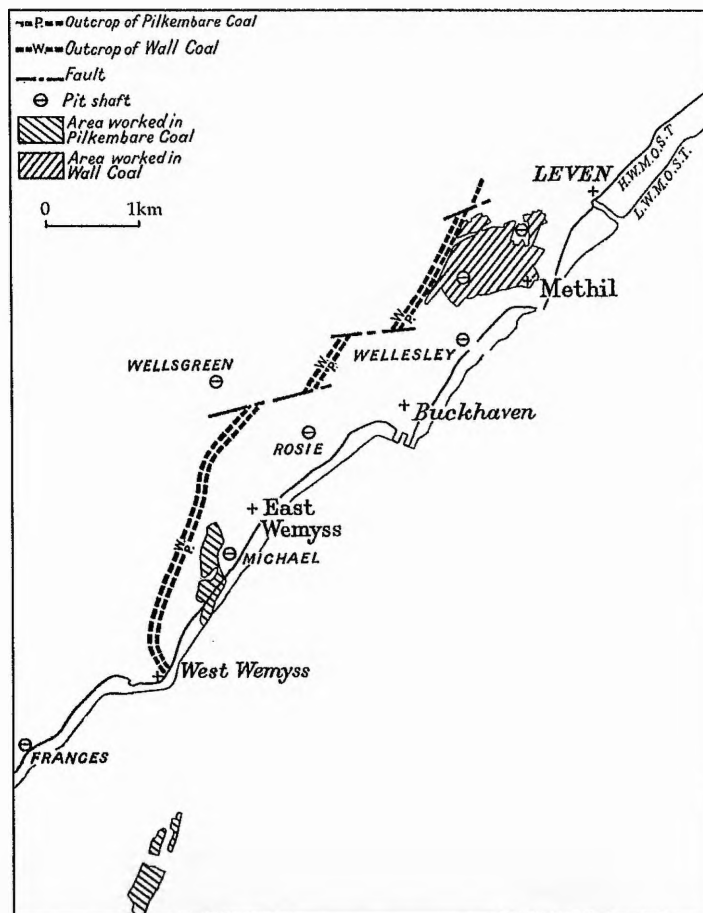 P. Outcrop of Pilkembare Coal
W. Outcrop of Wall Coal
Fault
Pit shaft
Area worked in
Pilkembare Coal
Area worked in
Wall Coal
0 1km
LEVEN
H.W.M.O.S.T
L.W.M.O.S.T.
Methil
W.
P.
WELLESLEY
W.
P.
WELLSGREEN
Buckhaven
ROSIE
East
Wemyss
W.
P.
MICHAEL
West Wemyss
FRANCES